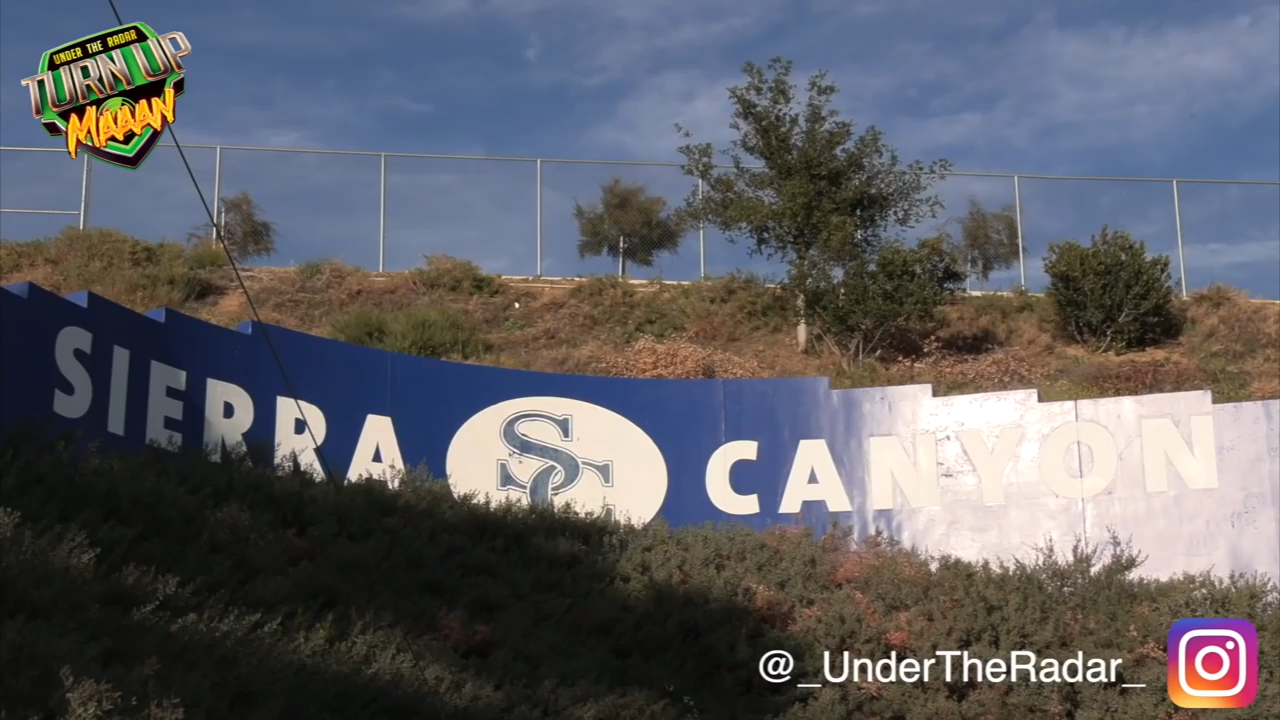 UNDER THE RADAR
TURN UP
MAAAN
SIERRA SC CANYON
@_UnderTheRadar_